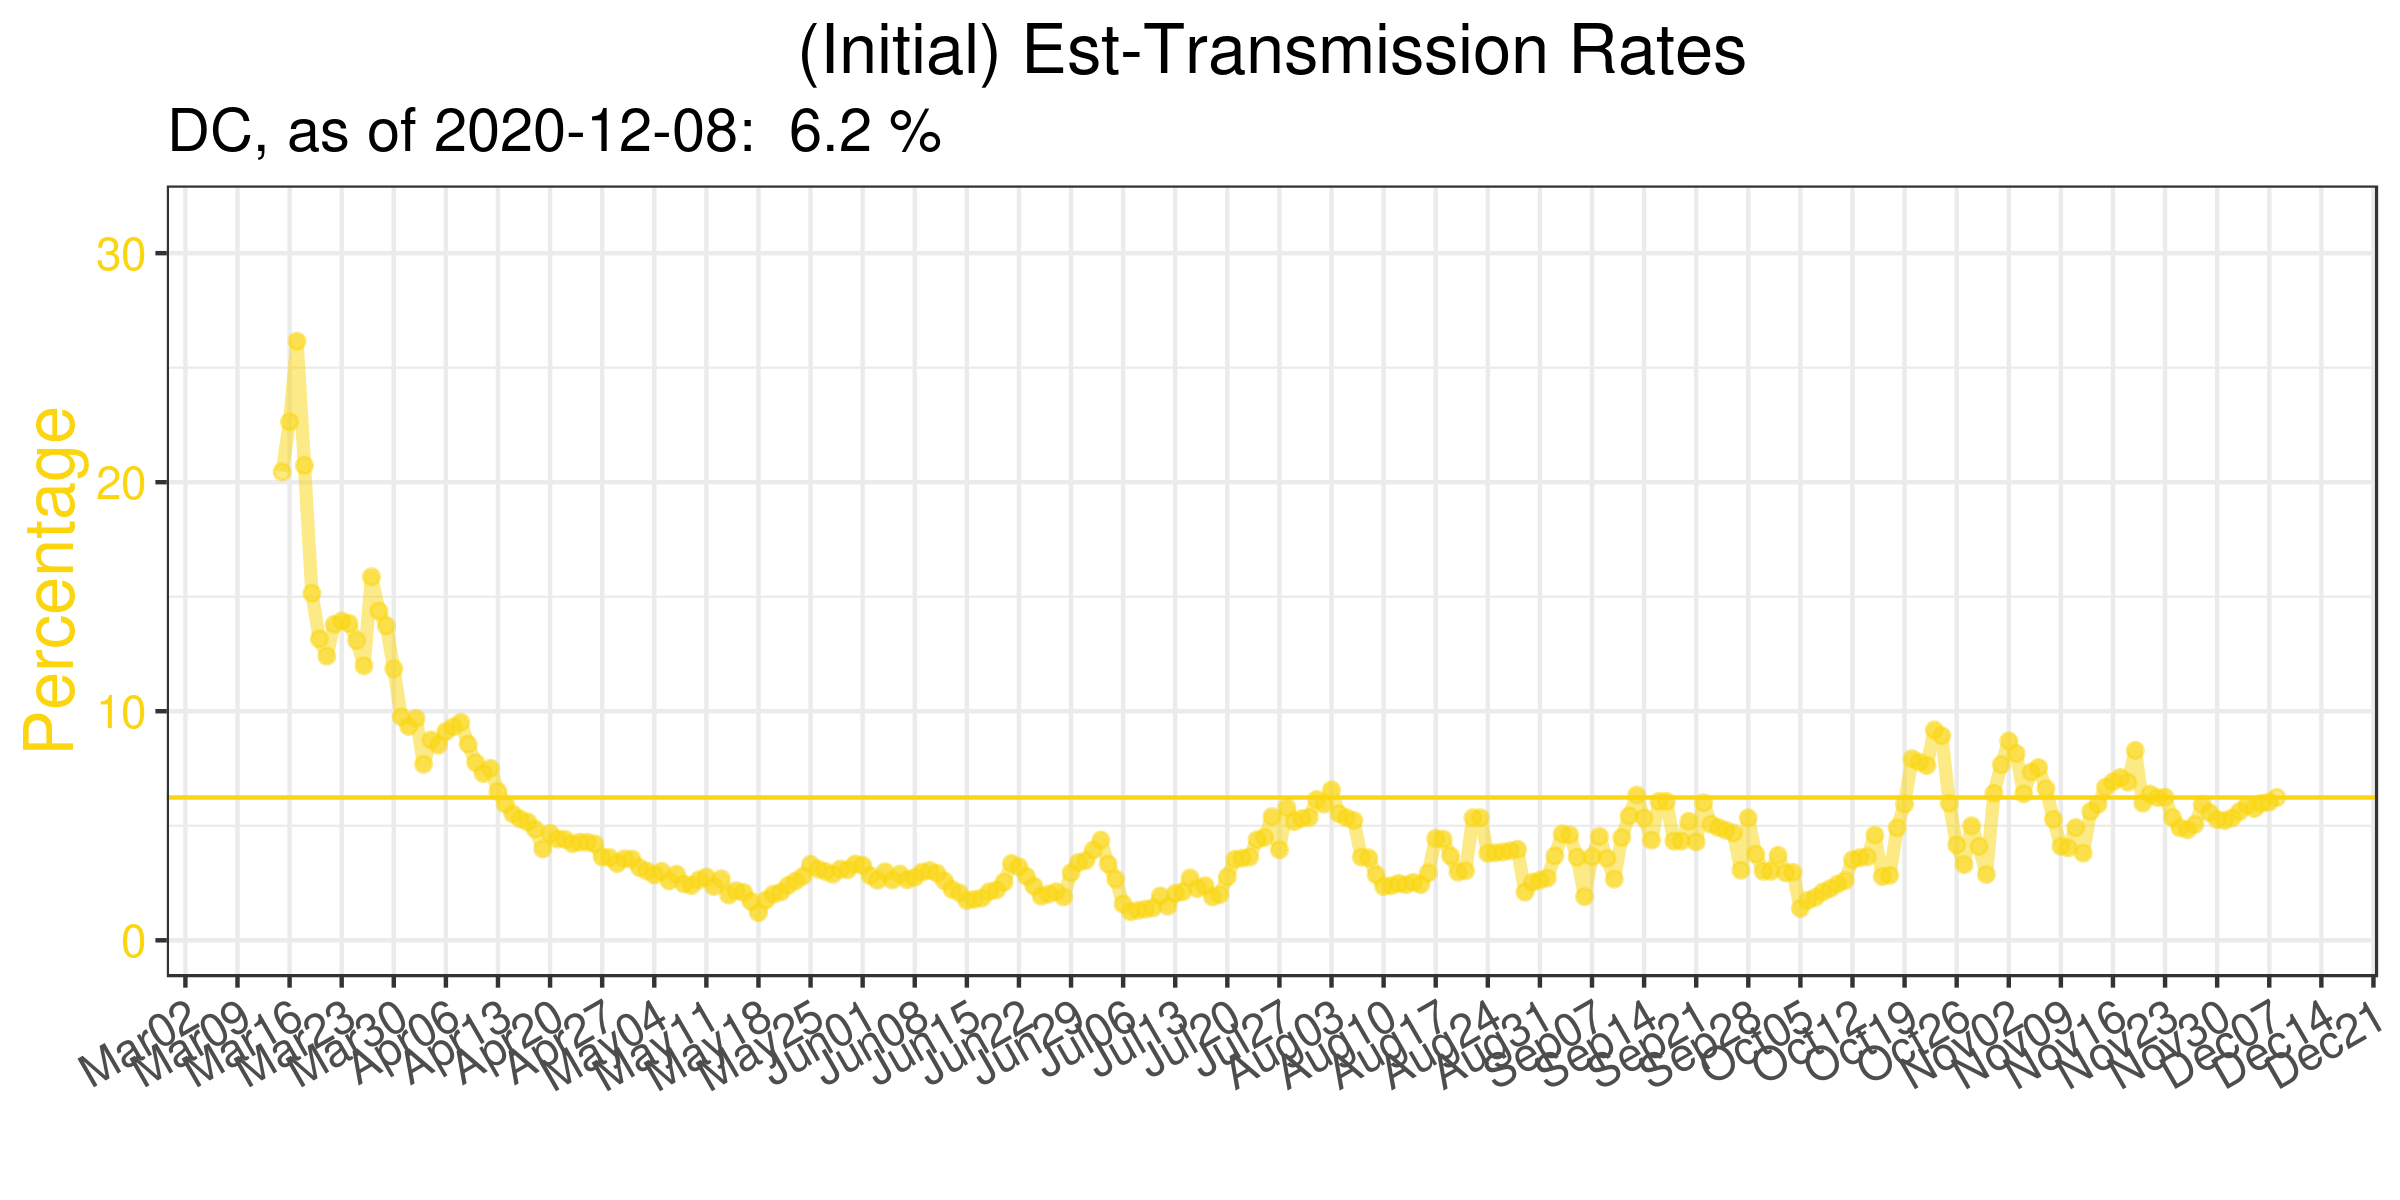 (Initial) Est-Transmission Rates
DC, as of 2020-12-08:  6.2 %
Percentage
30
20
10
0
Mar02
Mar09
Mar16
Mar23
Mar30
Apr06
Apr13
Apr20
Apr27
May04
May11
May18
May25
Jun01
Jun08
Jun15
Jun22
Jun29
Jul06
Jul13
Jul20
Jul27
Aug03
Aug10
Aug17
Aug24
Aug31
Sep07
Sep14
Sep21
Sep28
Oct05
Oct12
Oct19
Oct26
Nov02
Nov09
Nov16
Nov23
Nov30
Dec07
Dec14
Dec21